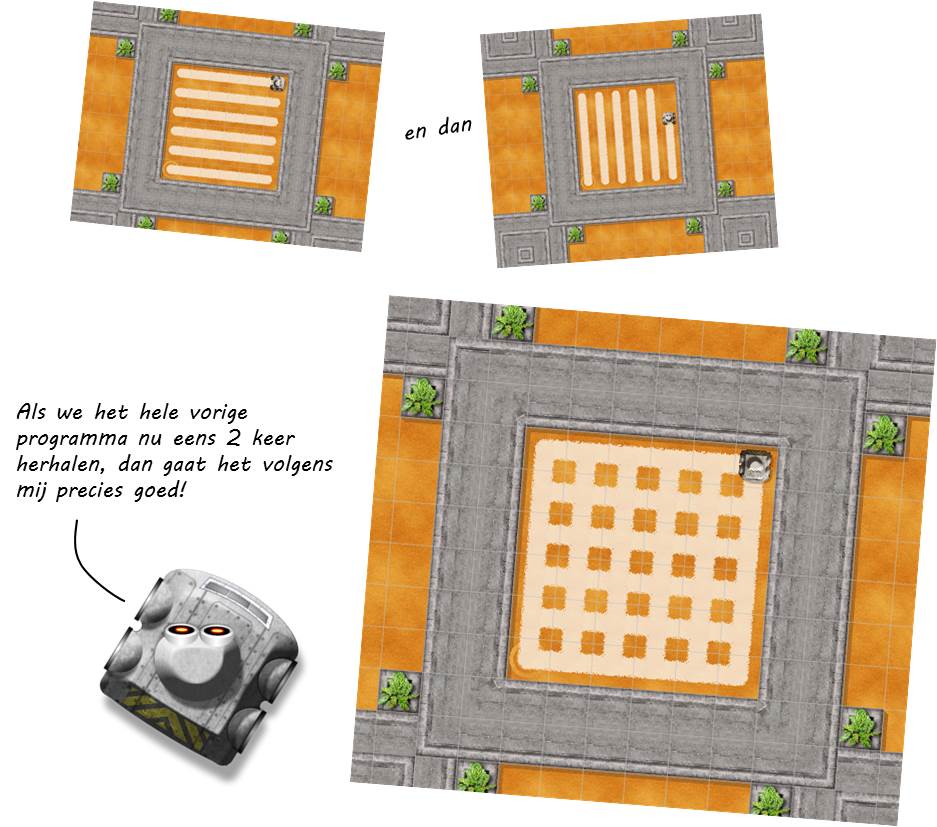 en dan
Als we het hele vorige
programma nu eens 2 keer
herhalen, dan gaat het volgens
mij precies goed!